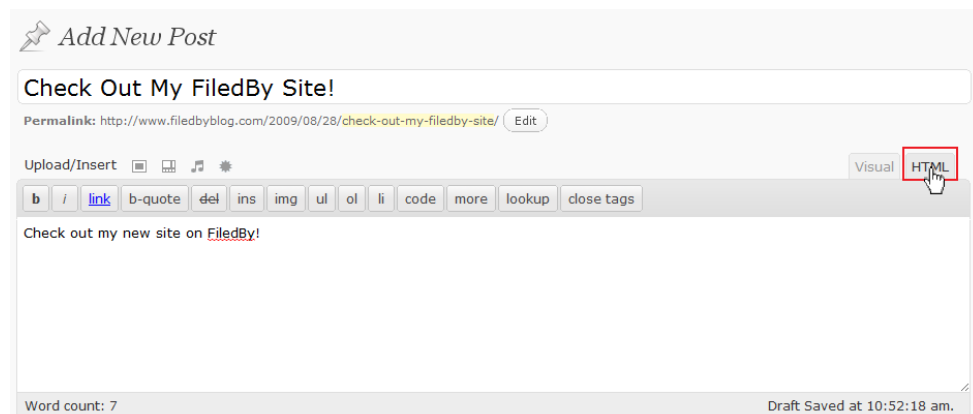 Add New Post
Check Out My FiledBy Site!
Permalink: http://www.filedbyblog.com/2009/08/28/check-out-my-filedby-site/ Edit
Upload/Insert Visual HTML
b i link b-quote del ins img ul ol li code more lookup close tags
Check out my new site on FiledBy!
Word count: 7 Draft Saved at 10:52:18 am.